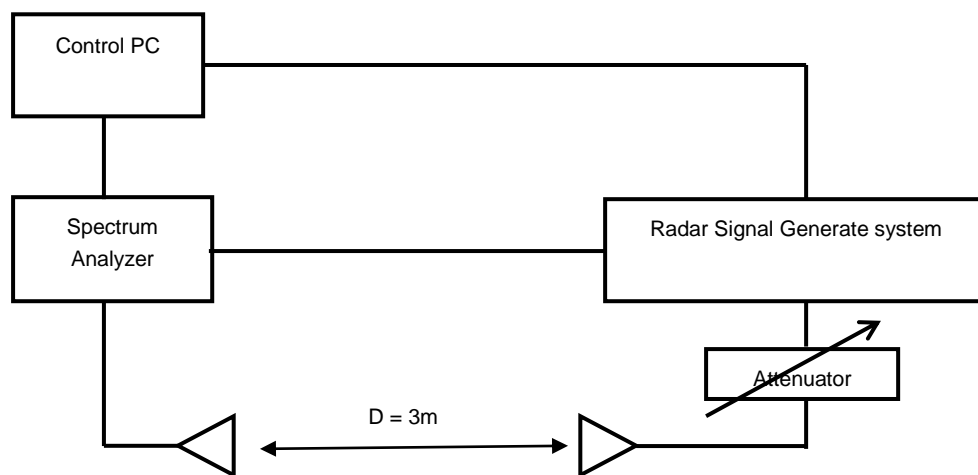 Control PC
Spectrum
Analyzer
Radar Signal Generate system
Attenuator
D = 3m